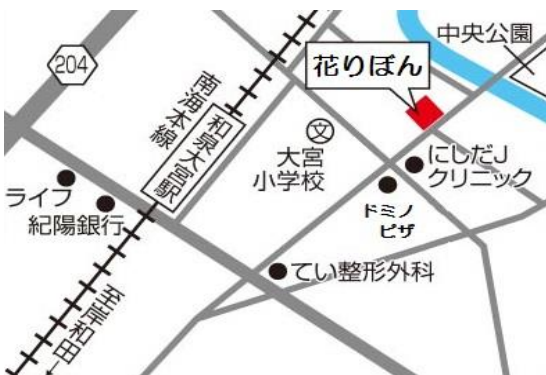 中央公園
204
花りぼん
南海本線
和泉大宮駅
文
大宮
小学校
にしだJ
クリニック
ライフ
紀陽銀行
ドミノ
ピザ
てい整形外科
至岸和田